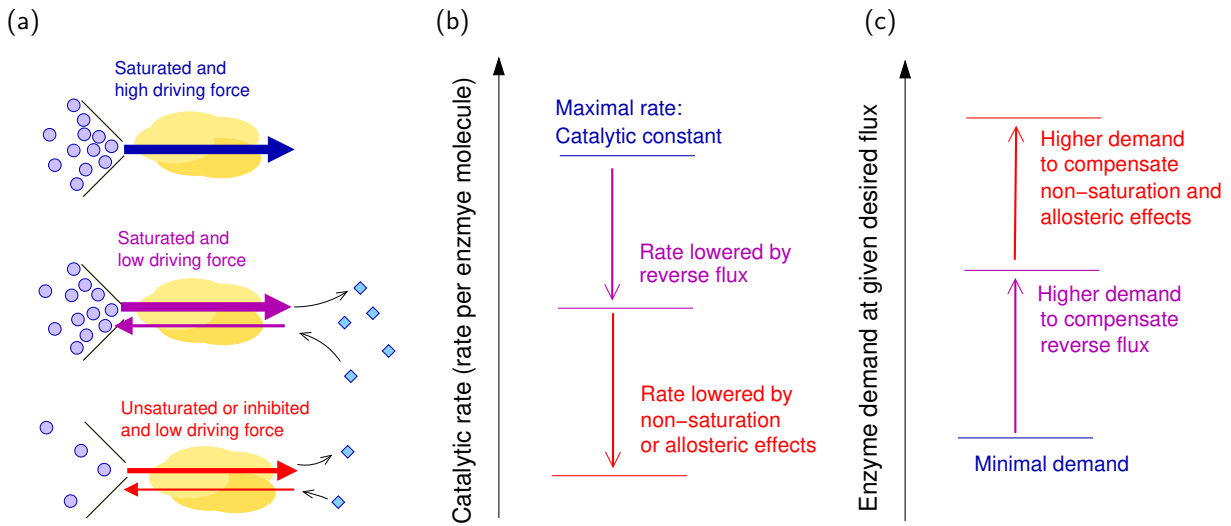 (a)
Saturated and
high driving force
Saturated and
low driving force
Unsaturated or inhibited
and low driving force
(b)
Catalytic rate (rate per enzmye molecule)
Maximal rate:
Catalytic constant
Rate lowered by
reverse flux
Rate lowered by
non−saturation
or allosteric effects
(c)
Enzyme demand at given desired flux
Higher demand
to compensate
non−saturation and
allosteric effects
Higher demand
to compensate
reverse flux
Minimal demand